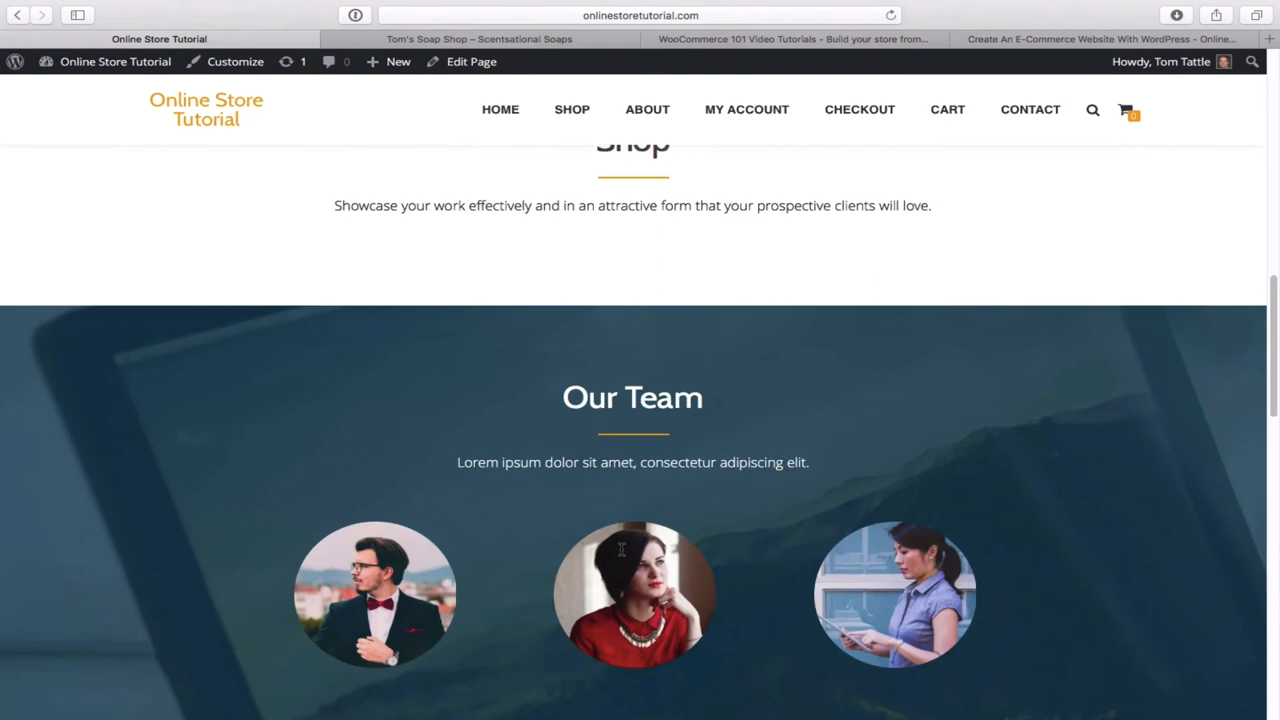 onlinestoretutorial.com
Online Store Tutorial
Tom's Soap Shop – Scentsational Soaps
WooCommerce 101 Video Tutorials - Build your store from...
Create An E-Commerce Website With WordPress - Online...
Online Store Tutorial
Customize
1
0
New
Edit Page
Howdy, Tom Tattle
Online Store
Tutorial
HOME
SHOP
ABOUT
MY ACCOUNT
CHECKOUT
CART
CONTACT
0
Shop
Showcase your work effectively and in an attractive form that your prospective clients will love.
Our Team
Lorem ipsum dolor sit amet, consectetur adipiscing elit.